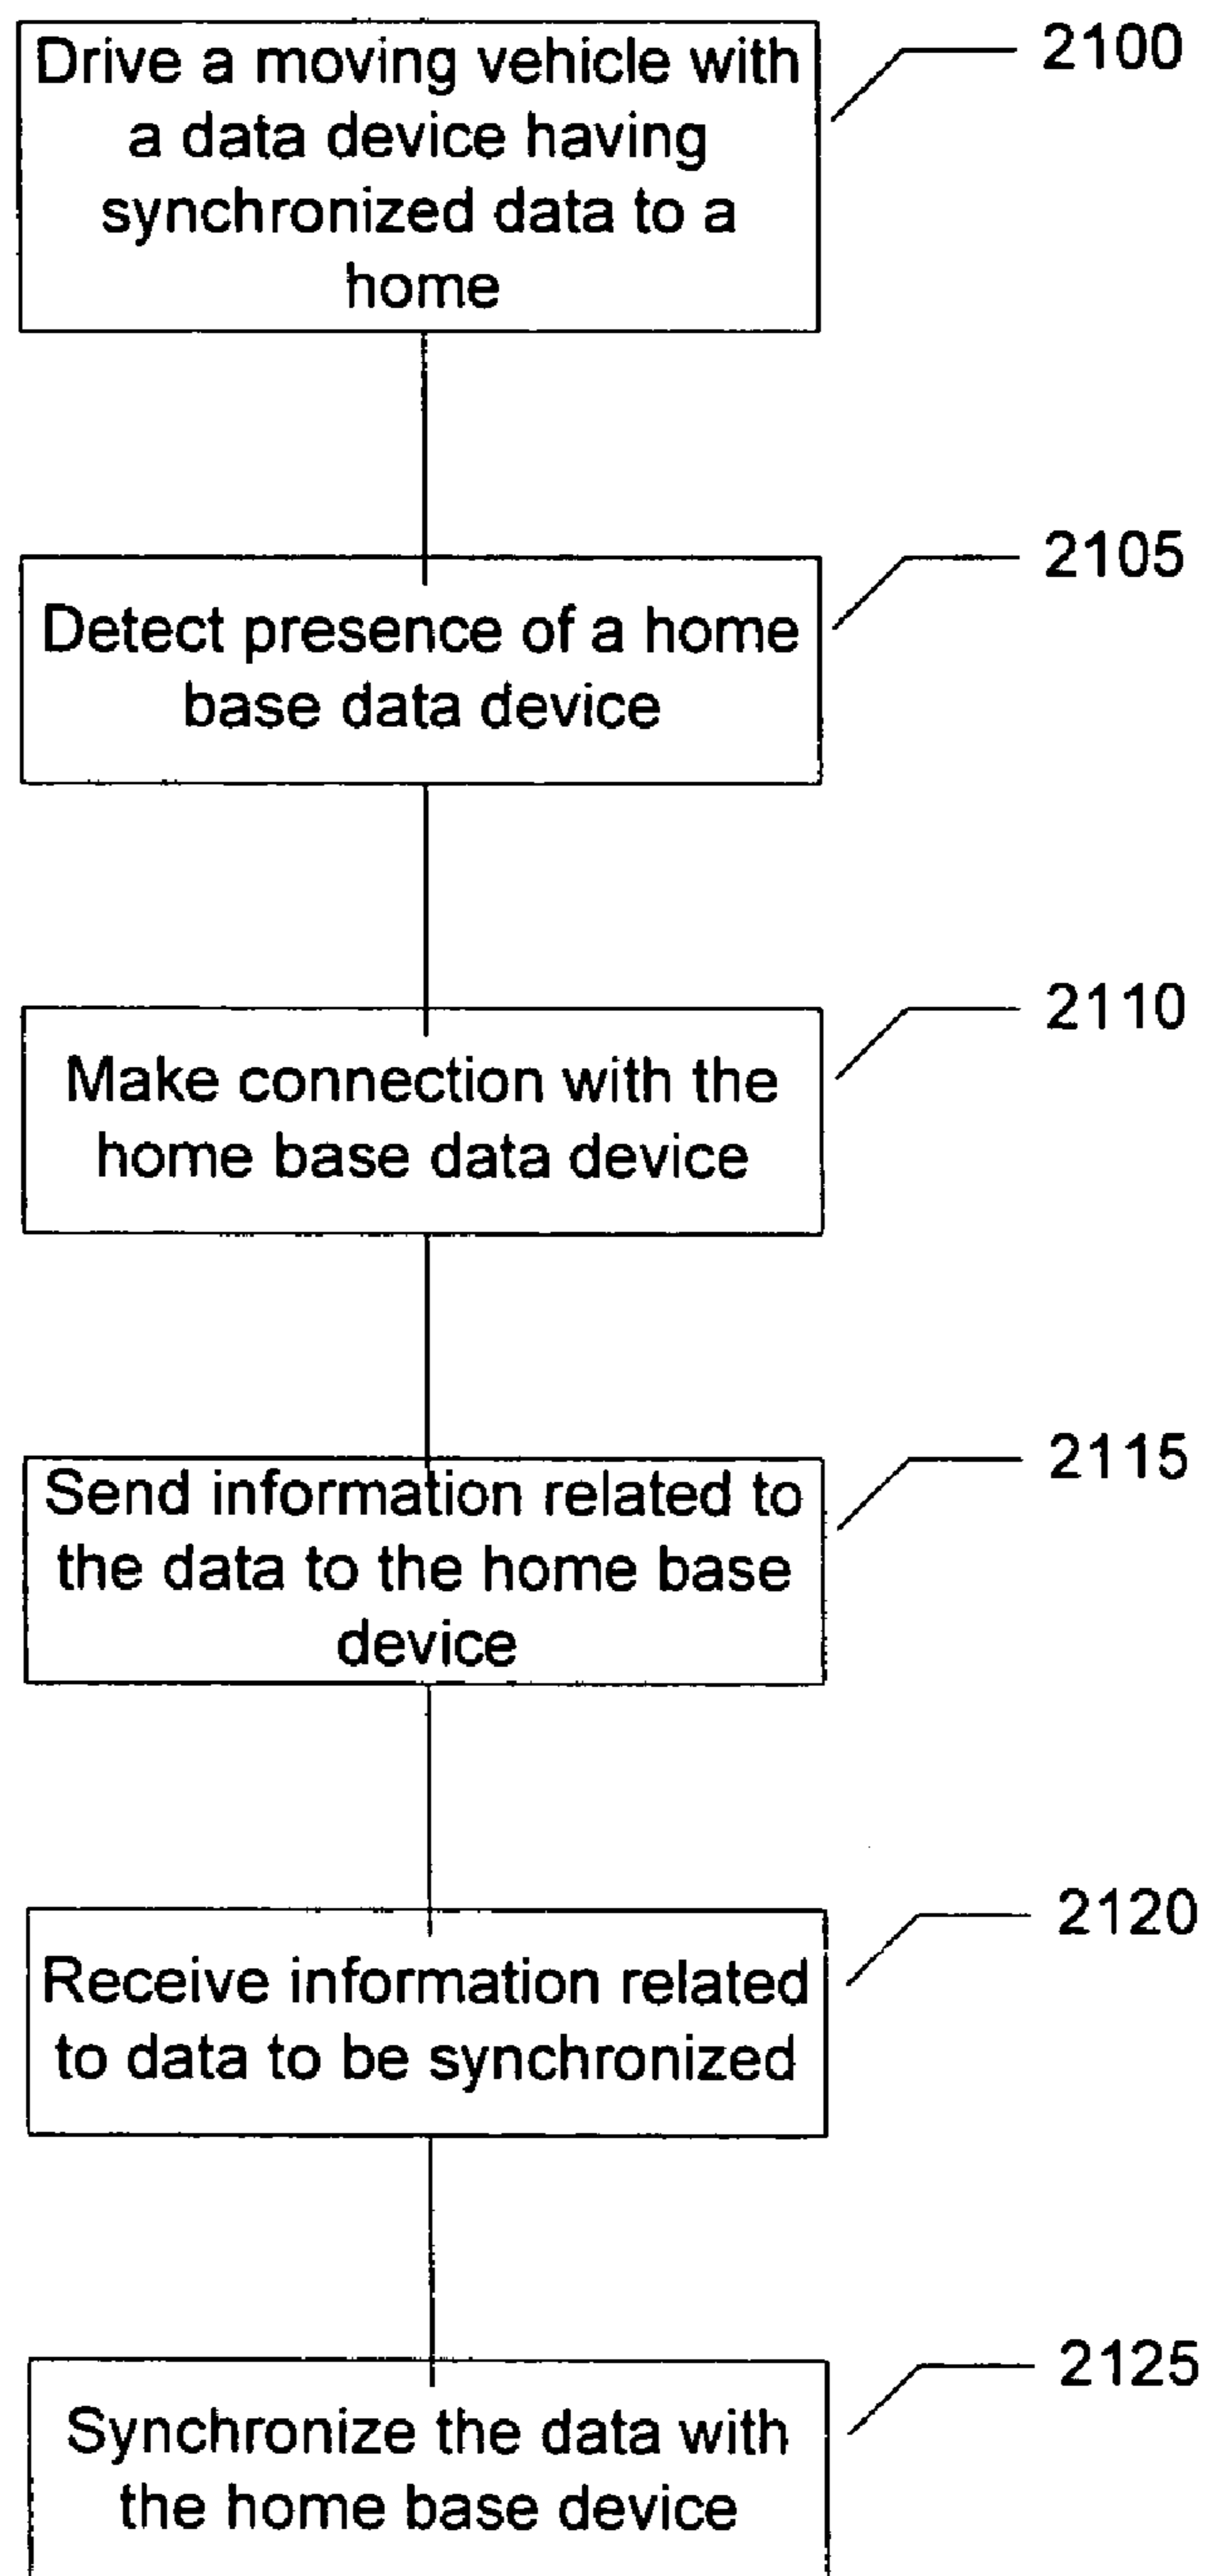 Drive a moving vehicle with
a data device having
synchronized data to a
home
2100
Detect presence of a home
base data device
2105
Make connection with the
home base data device
2110
Send information related to
the data to the home base
device
2115
Receive information related
to data to be synchronized
2120
Synchronize the data with
the home base device
2125